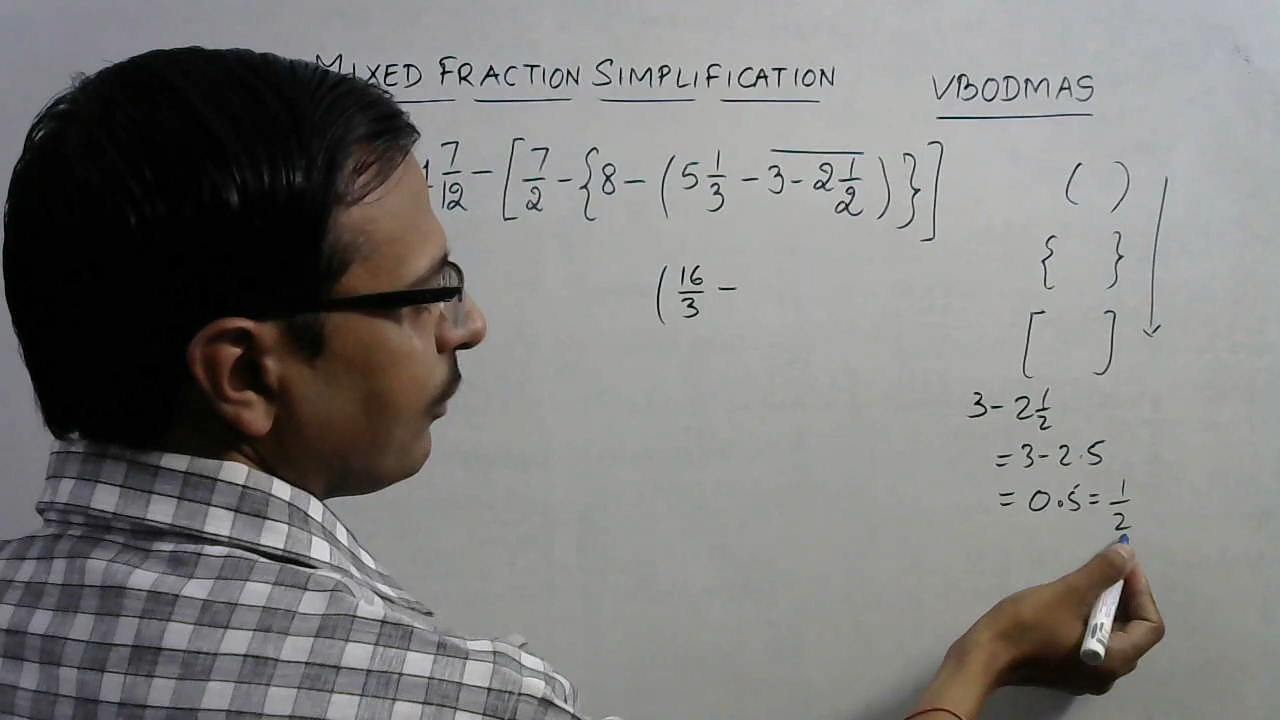 MIXED FRACTION SIMPLIFICATION
VBODMAS
1 7/12 - [7/2 - {8 - (5 1/3 - 3 - 2 1/2)}]
( )
{ }
[ ]
(16/3 -
3 - 2 1/2
= 3 - 2.5
= 0.5 = 1/2